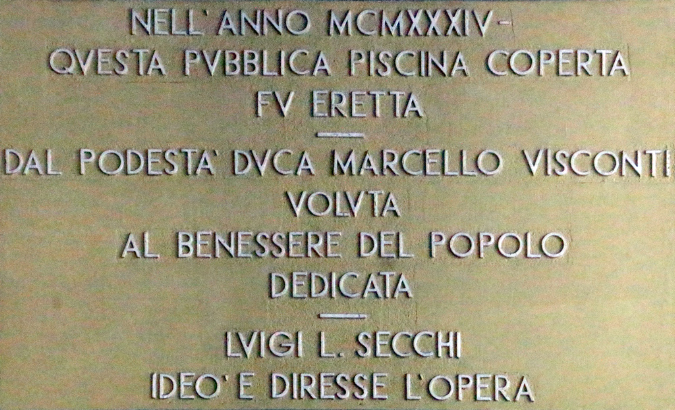 NELL'ANNO MCMXXXIV-
QVESTA PVBBLICA PISCINA COPERTA
FV ERETTA
DAL PODESTA' DVCA MARCELLO VISCONTI
VOLVTA
AL BENESSERE DEL POPOLO
DEDICATA
LVIGI L. SECCHI
IDEO' E DIRESSE L'OPERA